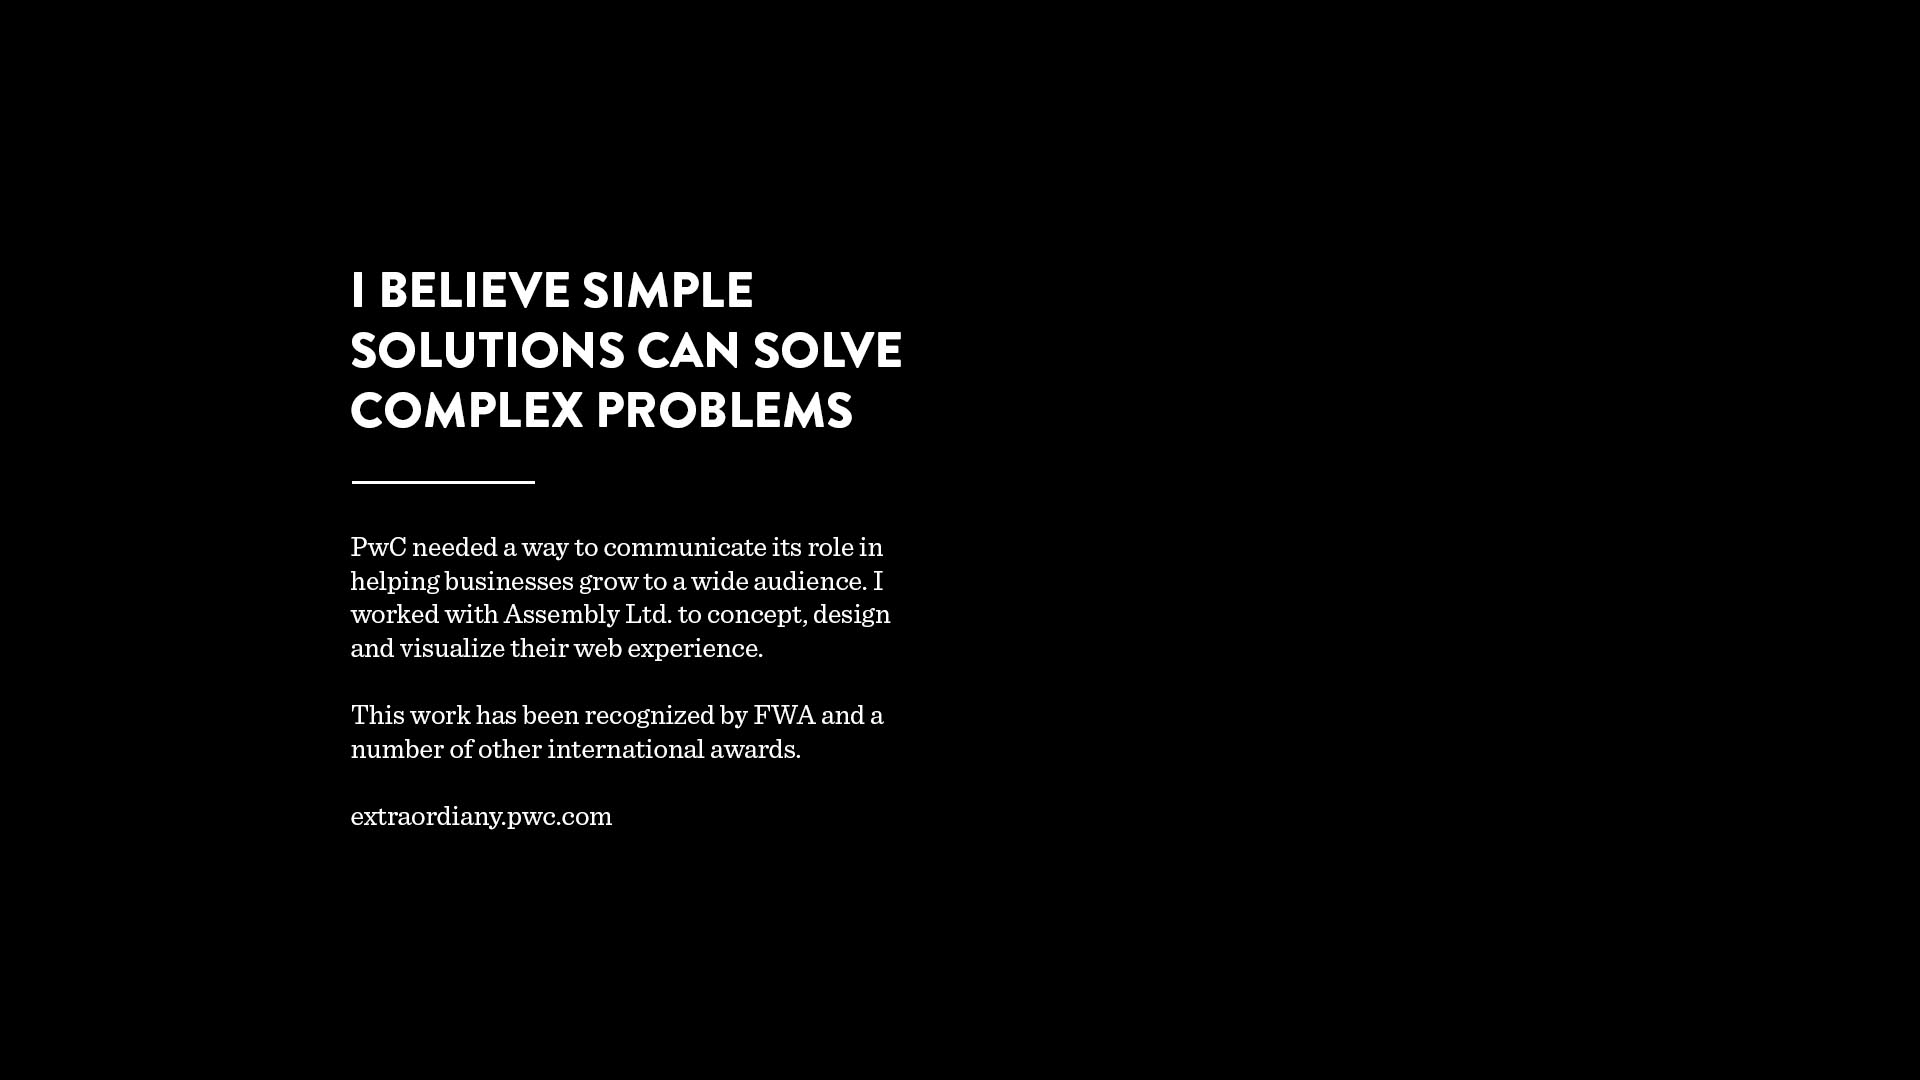 I BELIEVE SIMPLE
SOLUTIONS CAN SOLVE
COMPLEX PROBLEMS
PwC needed a way to communicate its role in
helping businesses grow to a wide audience. I
worked with Assembly Ltd. to concept, design
and visualize their web experience.
This work has been recognized by FWA and a
number of other international awards.
extraordiany.pwc.com